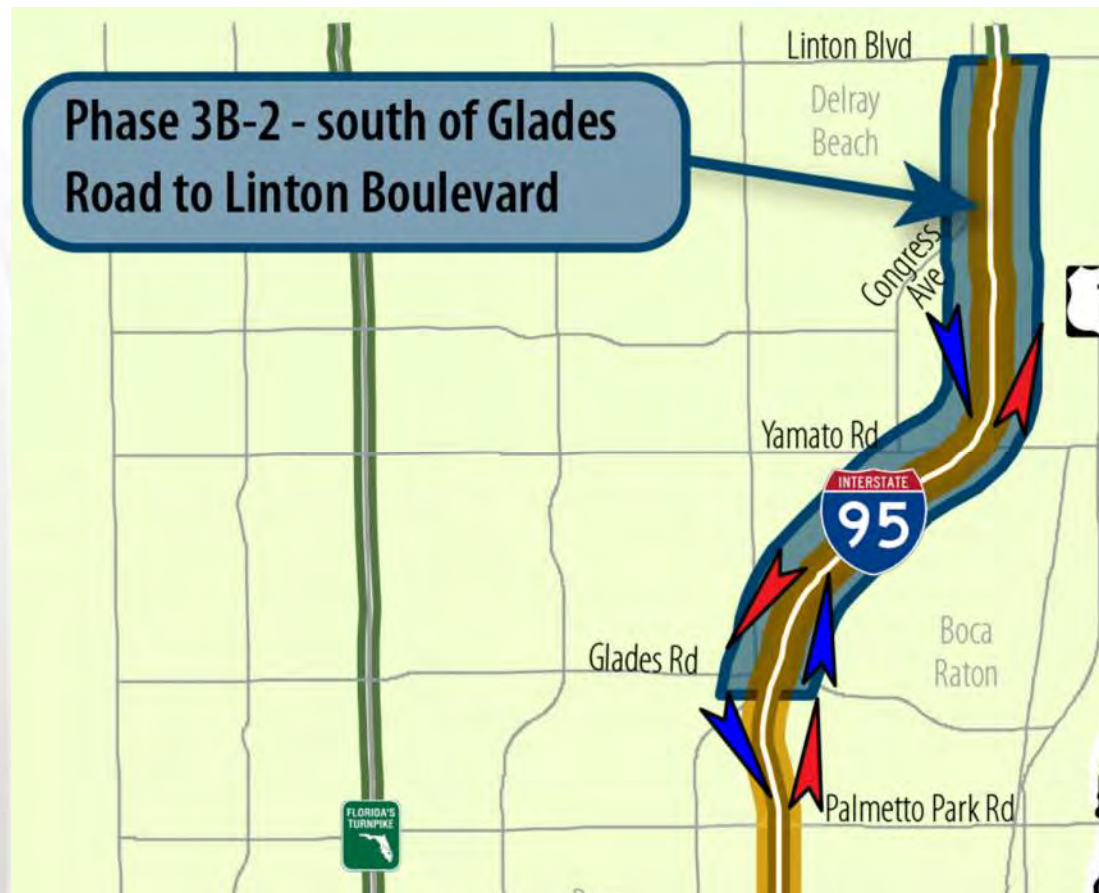 Linton Blvd
Phase 3B-2 - south of Glades
Road to Linton Boulevard
Delray
Beach
Congress
Ave
Yamato Rd
INTERSTATE
95
Glades Rd
Boca
Raton
FLORIDA'S
TURNPIKE
Palmetto Park Rd